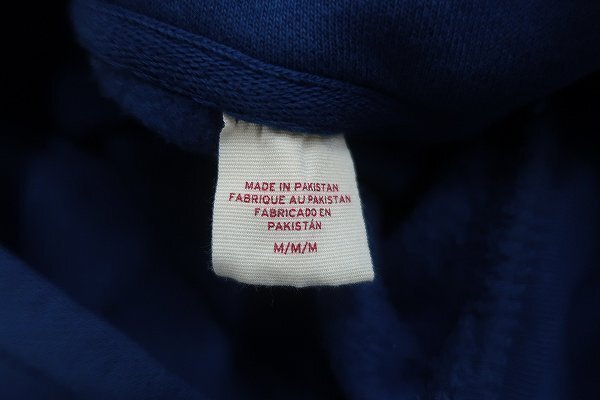 MADE IN PAKISTAN
FABRIQUE AU PAKISTAN
FABRICADO EN
PAKISTÁN
M/M/M